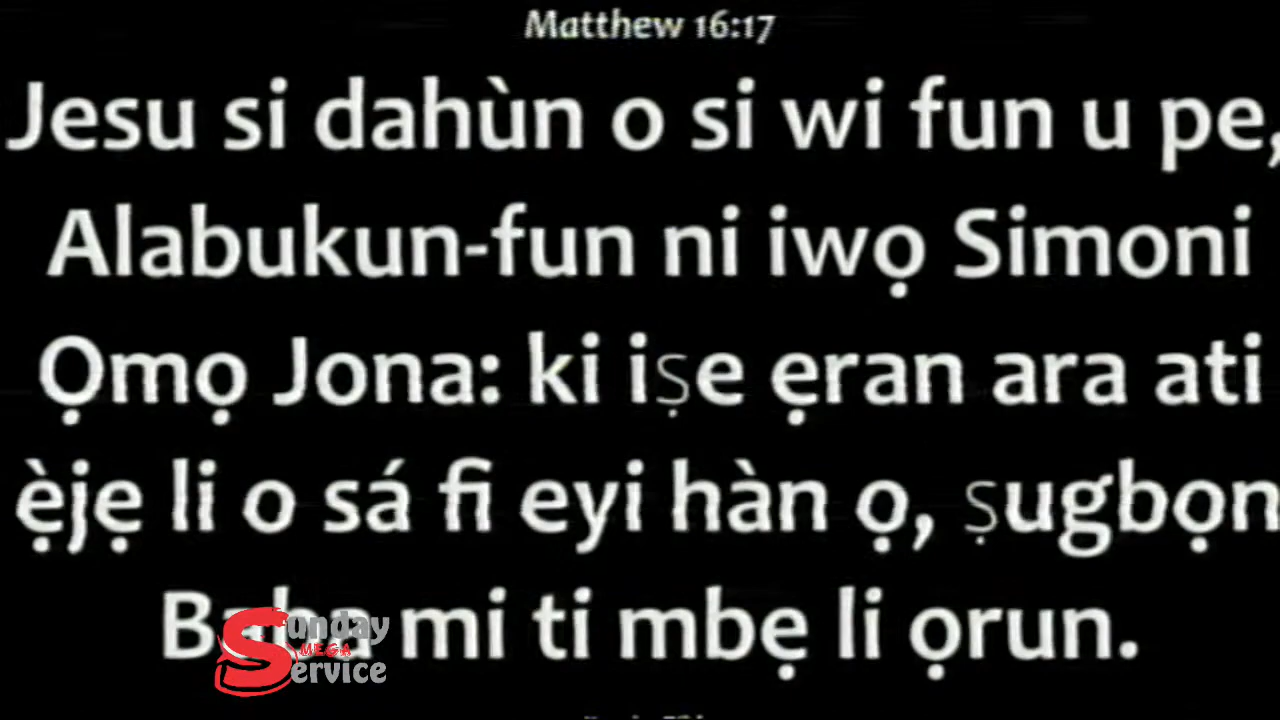 Matthew 16:17
Jesu si dahùn o si wi fun u pe,
Alabukun-fun ni iwọ Simoni
Ọmọ Jona: ki iṣe ẹran ara ati
ẹ̀jẹ li o sá fi eyi hàn ọ, ṣugbọn
Baba mi ti mbẹ li ọrun.
Sunday
MEGA
Service